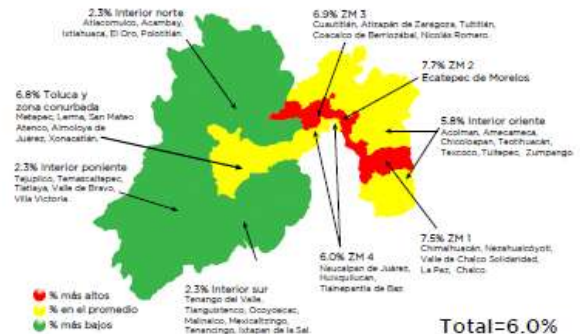 2.3% Interior norte
Atlacomulco, Acambay,
Ixtlahuaca, El Oro, Polotitlán.
6.9% ZM 3
Cuautitlán, Atizapán de Zaragoza, Tultitlán,
Coacalco de Berriozábal, Nicolás Romero.
7.7% ZM 2
Ecatepec de Morelos
6.8% Toluca y
zona conurbada
Metepec, Lerma, San Mateo
Atenco, Almoloya de
Juárez, Xonacatlán.
5.8% Interior oriente
Acolman, Amecameca,
Chicoloapan, Teotihuacán,
Texcoco, Tultepec, Zumpango.
2.3% Interior poniente
Tejupilco, Temascaltepec,
Tlatlaya, Valle de Bravo,
Villa Victoria.
7.5% ZM 1
Chimalhuacán, Nezahualcóyotl,
Valle de Chalco Solidaridad,
La Paz, Chalco.
6.0% ZM 4
Naucalpan de Juárez,
Huixquilucan,
Tlalnepantla de Baz.
2.3% Interior sur
Tenango del Valle,
Tianguistenco, Ocoyoacac,
Malinalco, Mexicaltzingo,
Tenancingo, Ixtapan de la Sal.
% más altos
% en el promedio
% más bajos
Total=6.0%